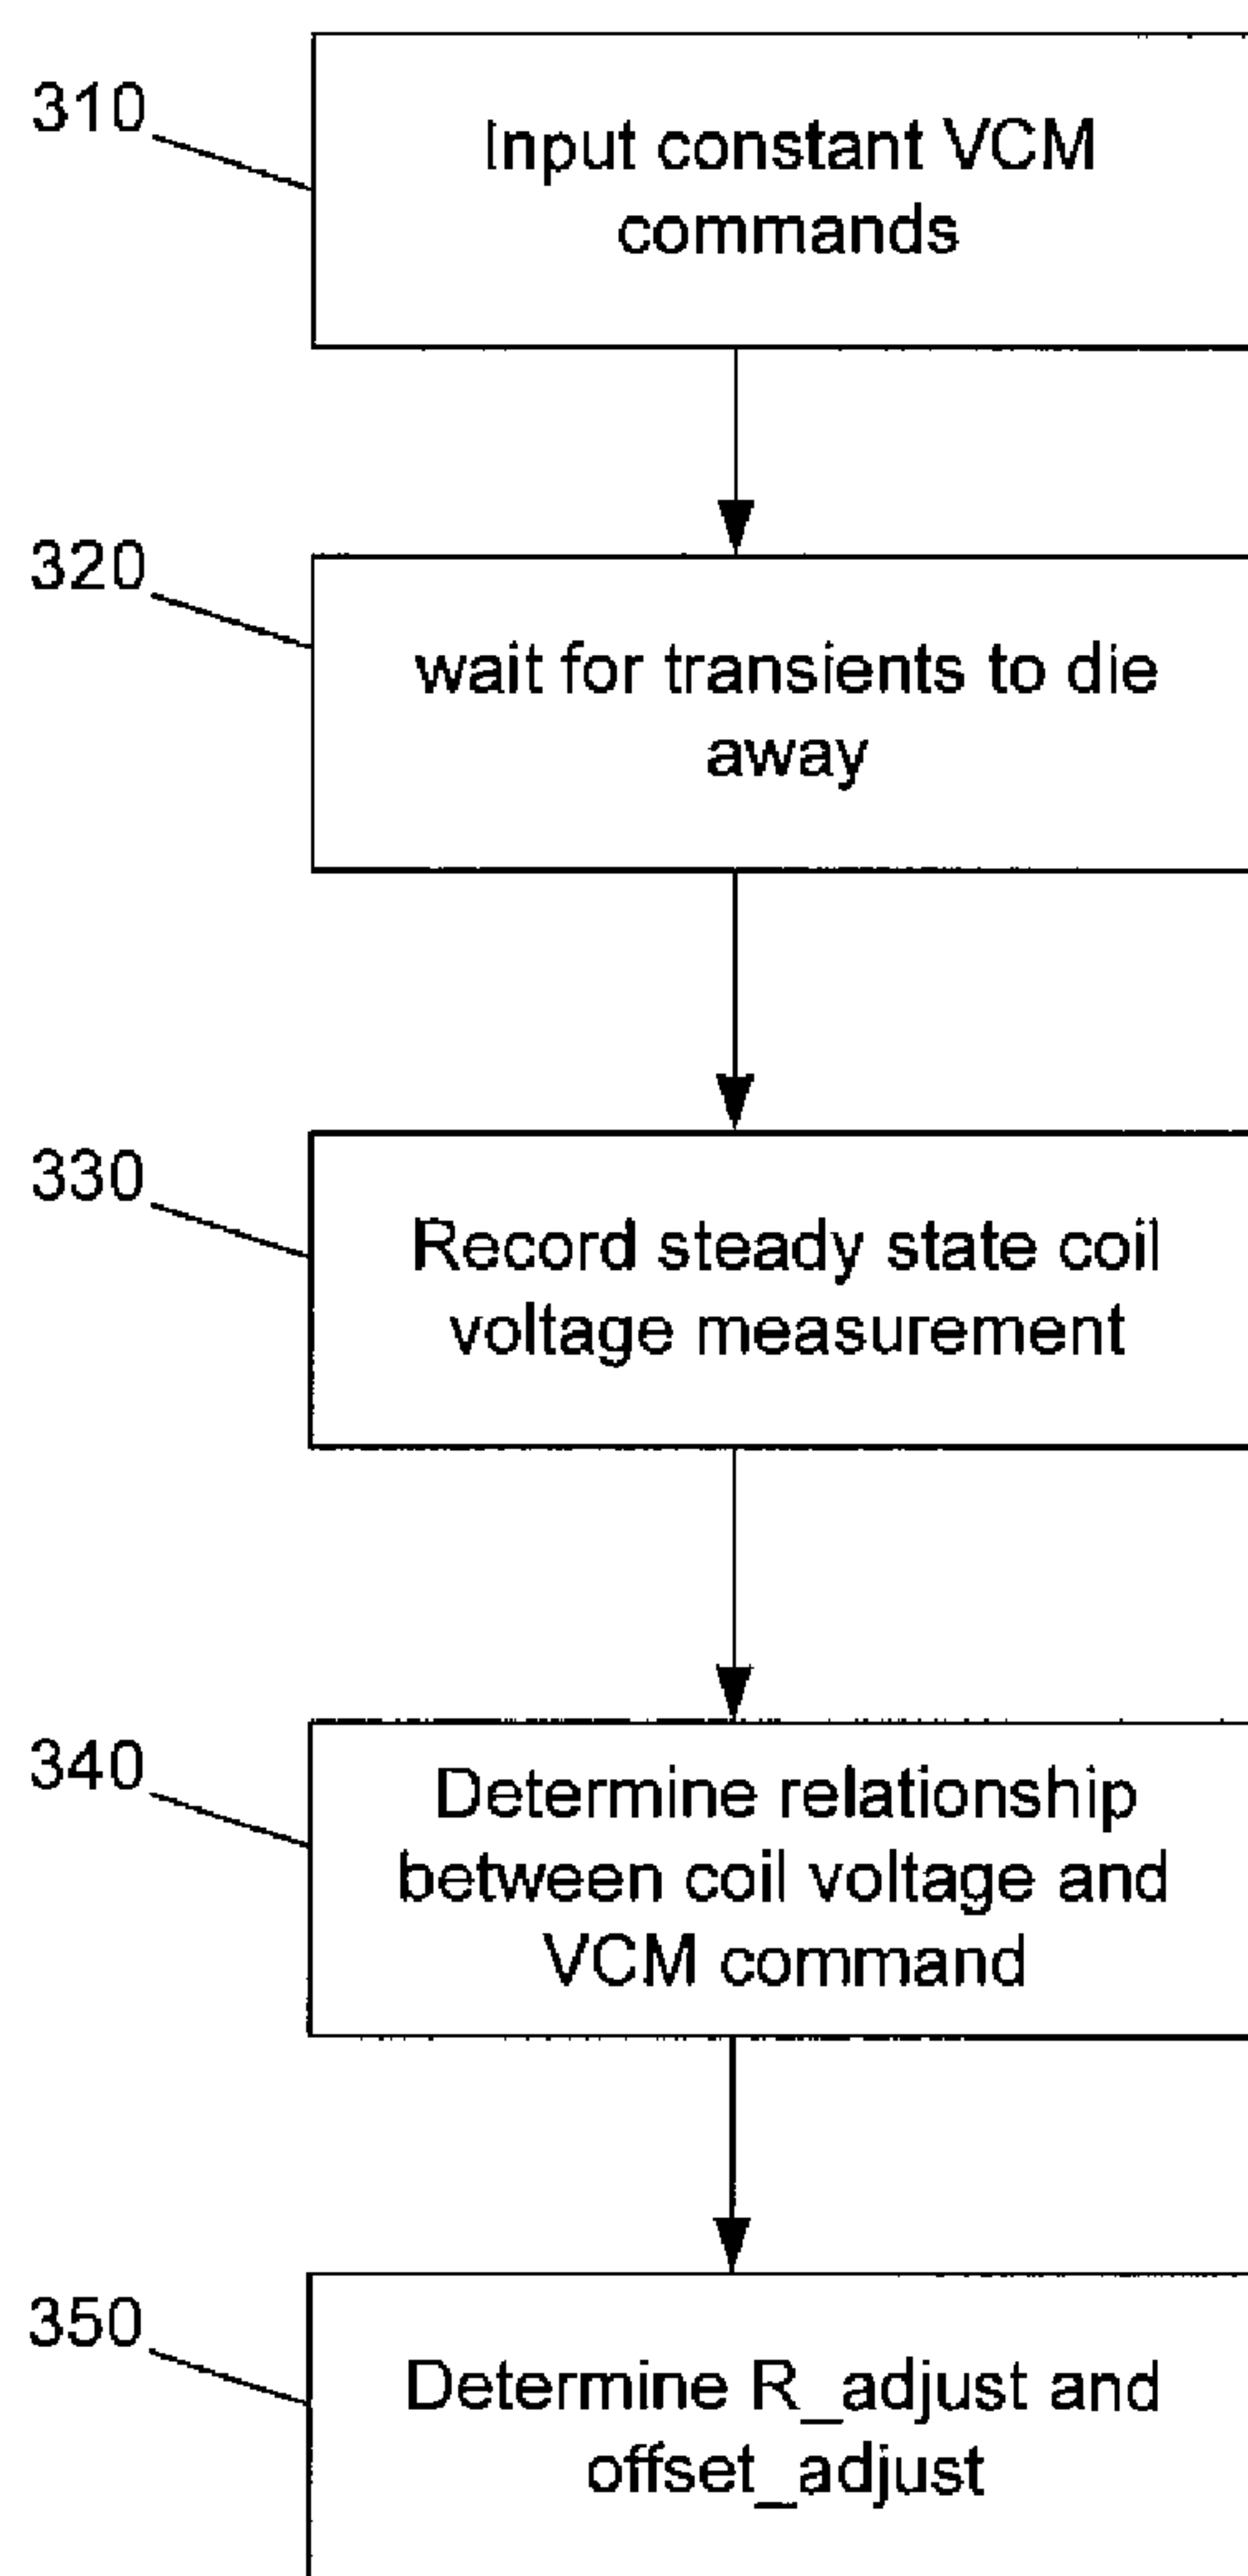 310
Input constant VCM
commands
320
wait for transients to die
away
330
Record steady state coil
voltage measurement
340
Determine relationship
between coil voltage and
VCM command
350
Determine R_adjust and
offset_adjust